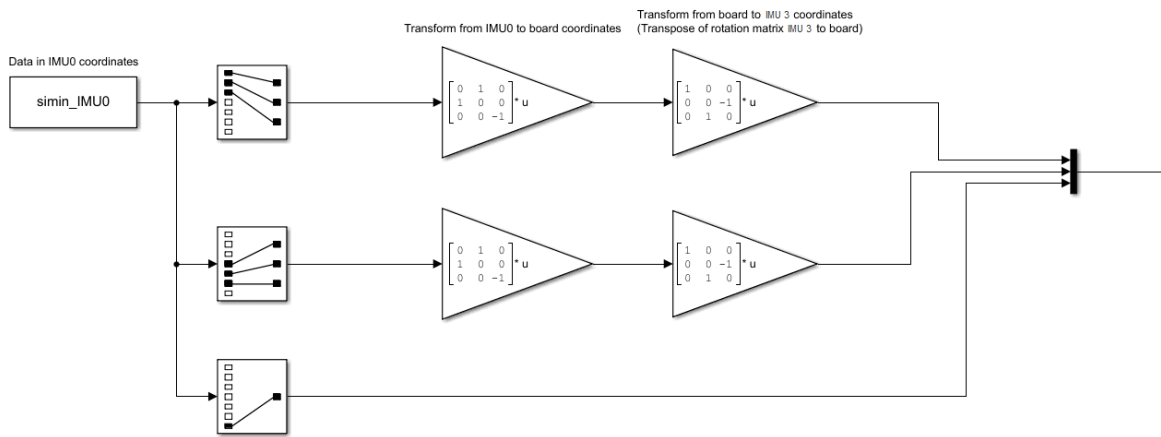 Transform from board to IMU 3 coordinates
Transform from IMU0 to board coordinates
(Transpose of rotation matrix IMU 3 to board)
Data in IMU0 coordinates
simin_IMU0
0 1 0
1 0 0 * u
0 0 -1
1 0 0
0 0 -1 * u
0 1 0
0 1 0
1 0 0 * u
0 0 -1
1 0 0
0 0 -1 * u
0 1 0